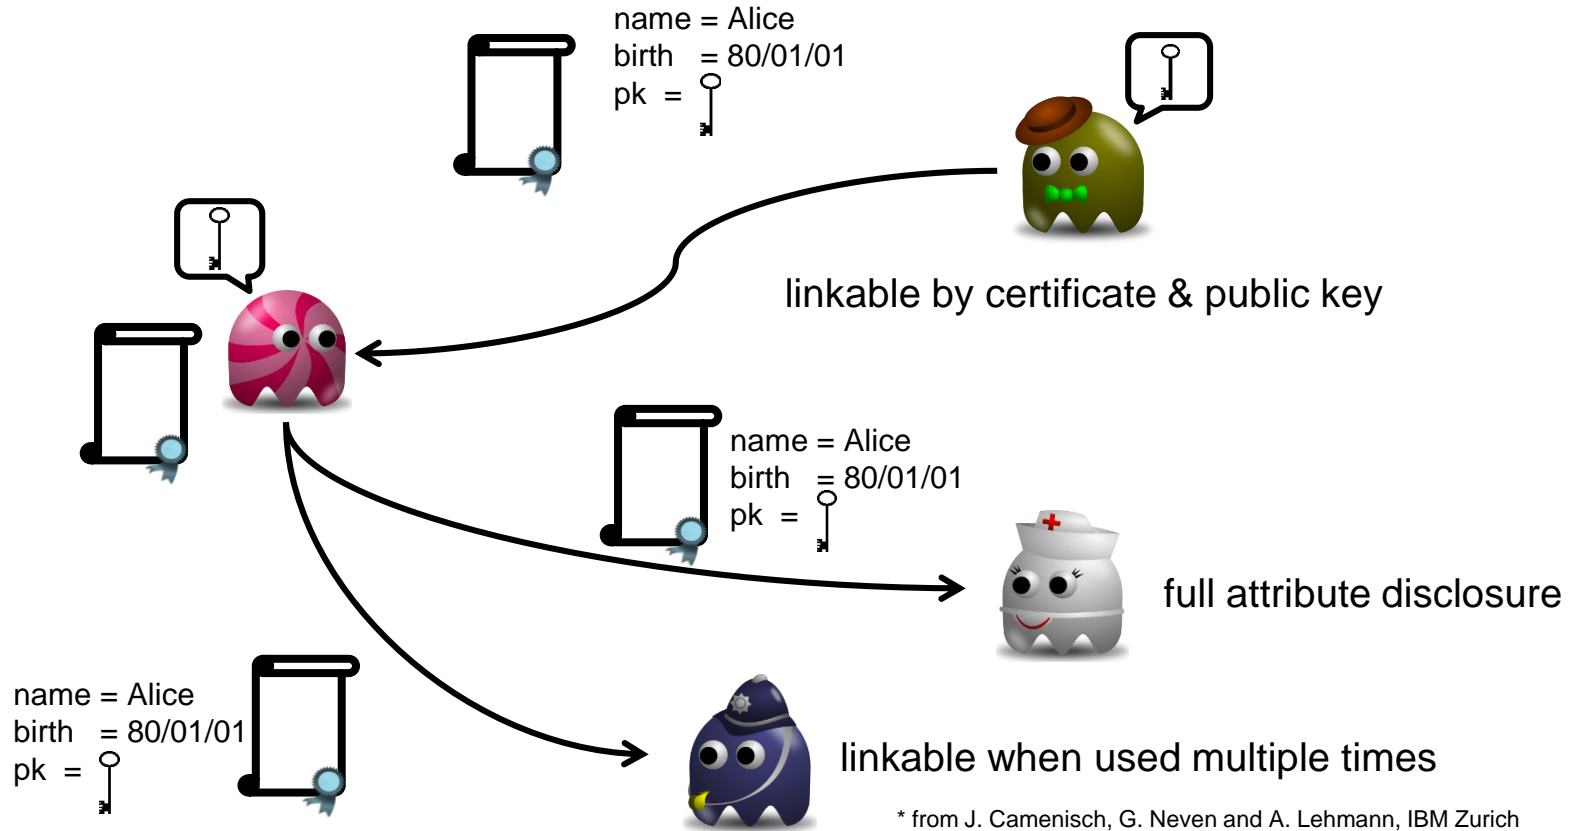 name = Alice
birth = 80/01/01
pk =
linkable by certificate & public key
name = Alice
birth = 80/01/01
pk =
full attribute disclosure
name = Alice
birth = 80/01/01
pk =
linkable when used multiple times
* from J. Camenisch, G. Neven and A. Lehmann, IBM Zurich